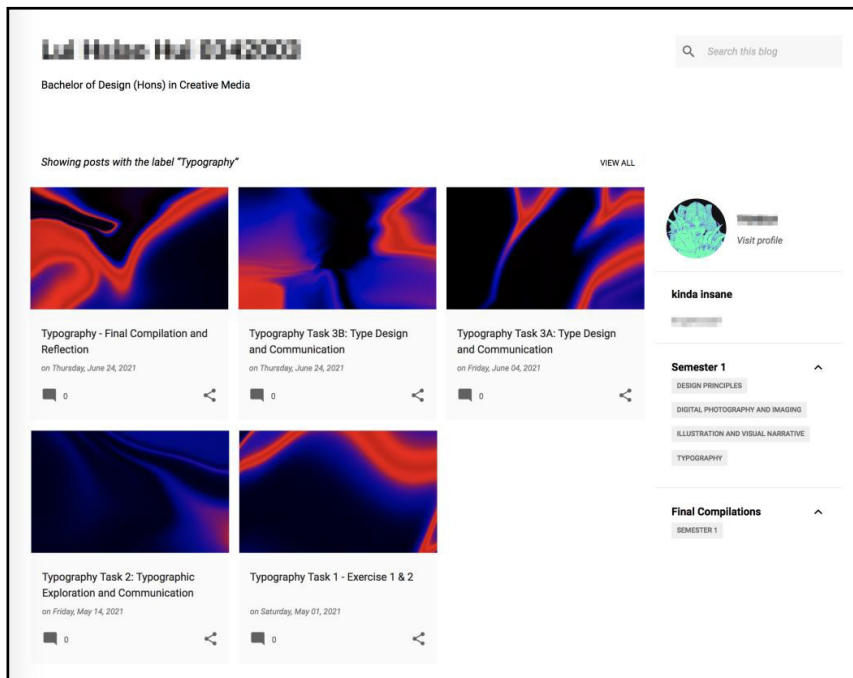 Search this blog
Bachelor of Design (Hons) in Creative Media
Showing posts with the label “Typography”
VIEW ALL
Typography - Final Compilation and
Reflection
on Thursday, June 24, 2021
0
Typography Task 3B: Type Design
and Communication
on Thursday, June 24, 2021
0
Typography Task 3A: Type Design
and Communication
on Friday, June 04, 2021
0
Typography Task 2: Typographic
Exploration and Communication
on Friday, May 14, 2021
0
Typography Task 1 - Exercise 1 & 2
on Saturday, May 01, 2021
0
Visit profile
kinda insane
Semester 1
DESIGN PRINCIPLES
DIGITAL PHOTOGRAPHY AND IMAGING
ILLUSTRATION AND VISUAL NARRATIVE
TYPOGRAPHY
Final Compilations
SEMESTER 1